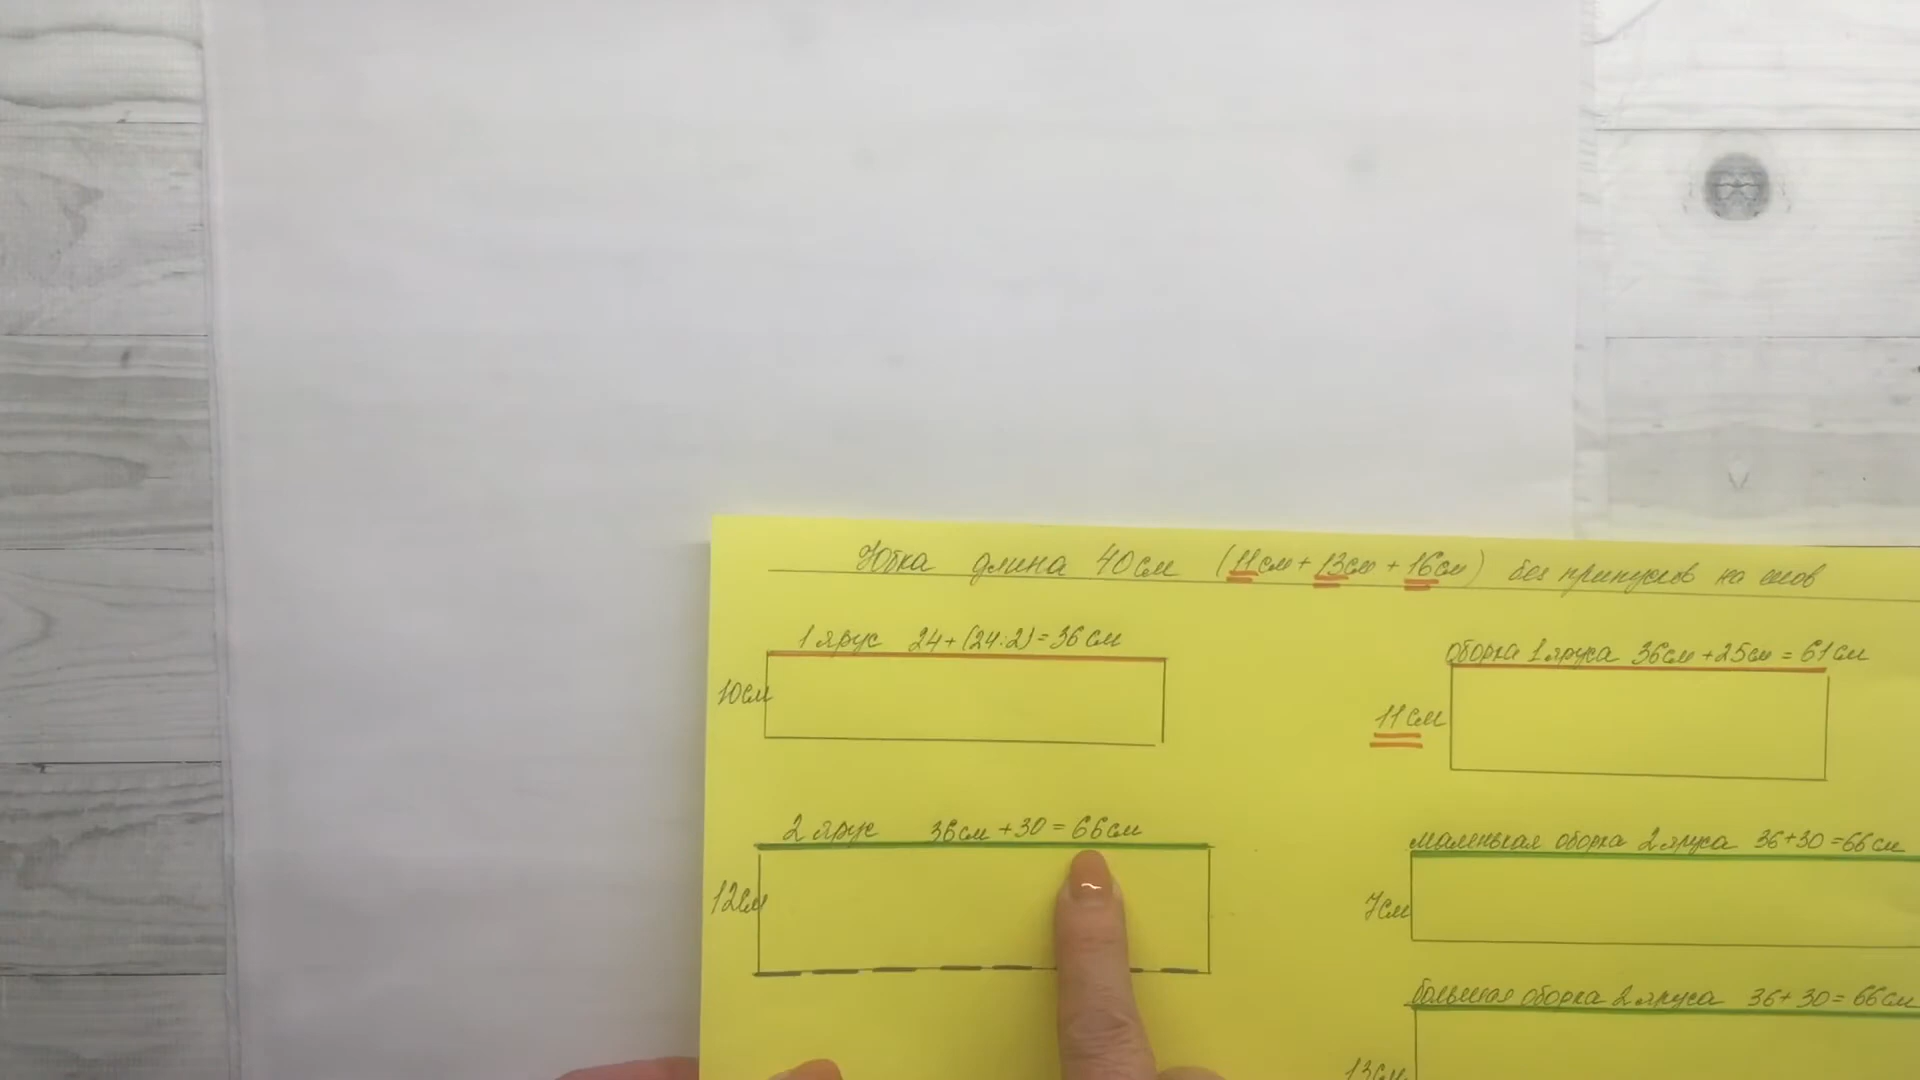 Юбка длина 40см (11см + 13см + 16см) без припусков на швов
1 ярус 24+(24:2)=36см
10см
оборка 1 яруса 36см +25см = 61см
11см
2 ярус 36см +30 = 66см
12см
маленькая оборка 2 яруса 36+30 =66см
7см
большая оборка 2 яруса 36+30=66см
13см